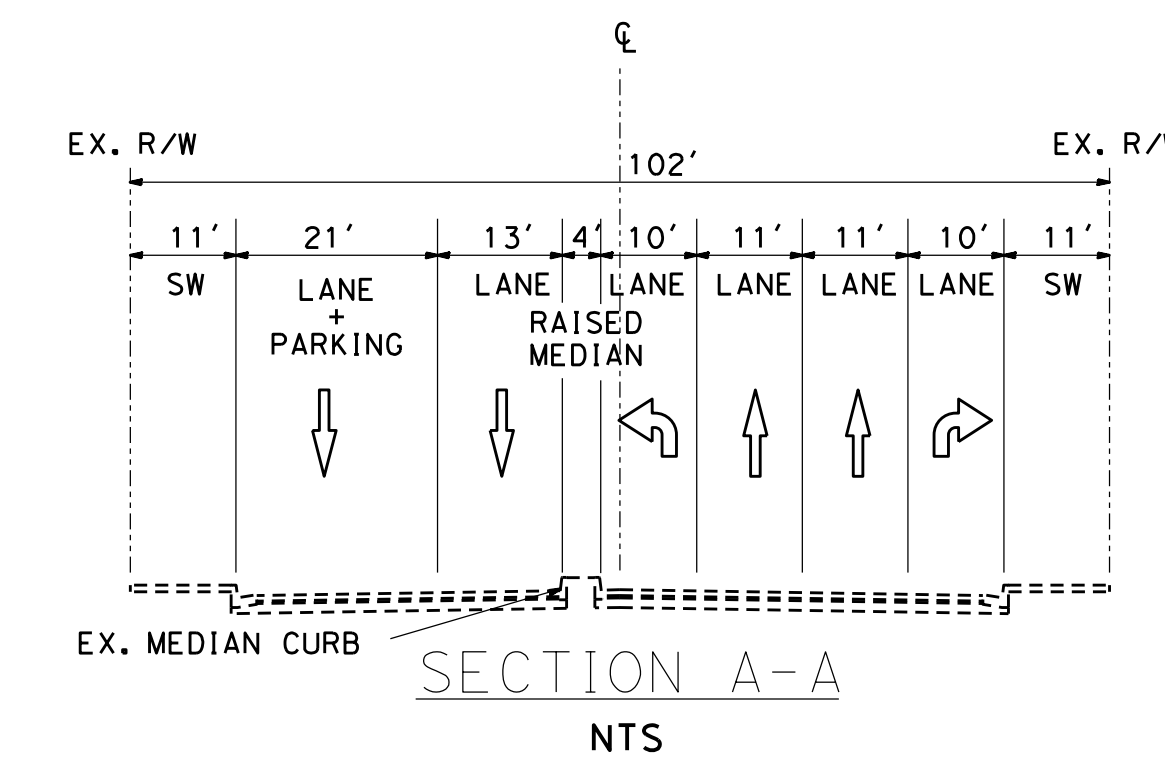 ℄
EX. R/W
EX. R/
102'
11' 21' 13' 4' 10' 11' 11' 10' 11'
SW LANE LANE LANE LANE LANE LANE SW
+
PARKING
RAISED
MEDIAN
EX. MEDIAN CURB
SECTION A-A
NTS